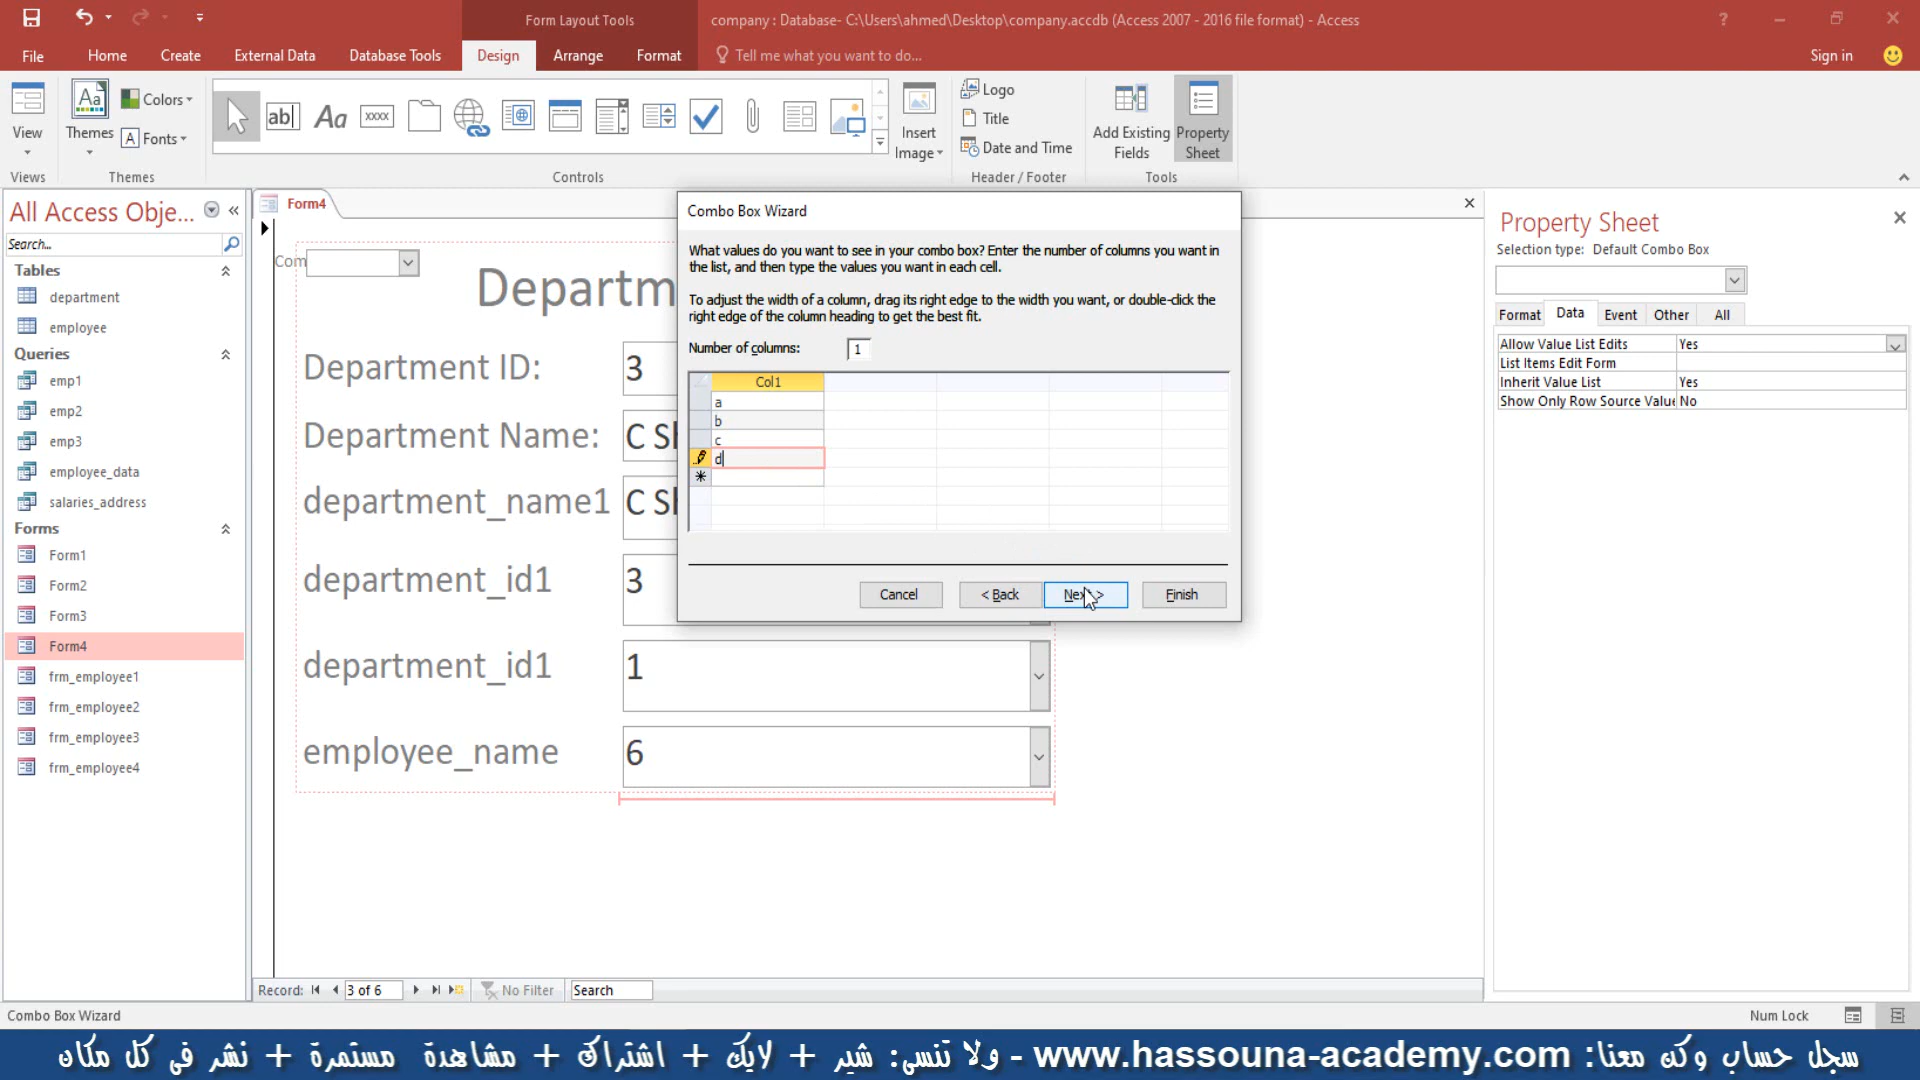 Form Layout Tools
company : Database- C:\Users\ahmed\Desktop\company.accdb (Access 2007 - 2016 file format) - Access
File
Home
Create
External Data
Database Tools
Design
Arrange
Format
Tell me what you want to do...
Sign in
View
Themes
Colors
Fonts
ab
Aa
xxxx
Insert Image
Logo
Title
Date and Time
Add Existing Fields
Property Sheet
Views
Themes
Controls
Header / Footer
Tools
All Access Obje...
Search...
Tables
department
employee
Queries
emp1
emp2
emp3
employee_data
salaries_address
Forms
Form1
Form2
Form3
Form4
frm_employee1
frm_employee2
frm_employee3
frm_employee4
Form4
Com
Departm
Department ID:
3
Department Name:
C Sh
department_name1
C Sh
department_id1
3
department_id1
1
employee_name
6
Combo Box Wizard
What values do you want to see in your combo box? Enter the number of columns you want in
the list, and then type the values you want in each cell.
To adjust the width of a column, drag its right edge to the width you want, or double-click the
right edge of the column heading to get the best fit.
Number of columns: 1
Col1
a
b
c
d
Cancel
< Back
Next >
Finish
Property Sheet
Selection type: Default Combo Box
Format
Data
Event
Other
All
Allow Value List Edits Yes
List Items Edit Form
Inherit Value List Yes
Show Only Row Source Value No
Record: 3 of 6
No Filter
Search
Combo Box Wizard
Num Lock
سجل حساب وكن معنا: www.hassouna-academy.com - ولا تنسى: شير + لايك + اشتراك + مشاهدة مستمرة + نشر فى كل مكان